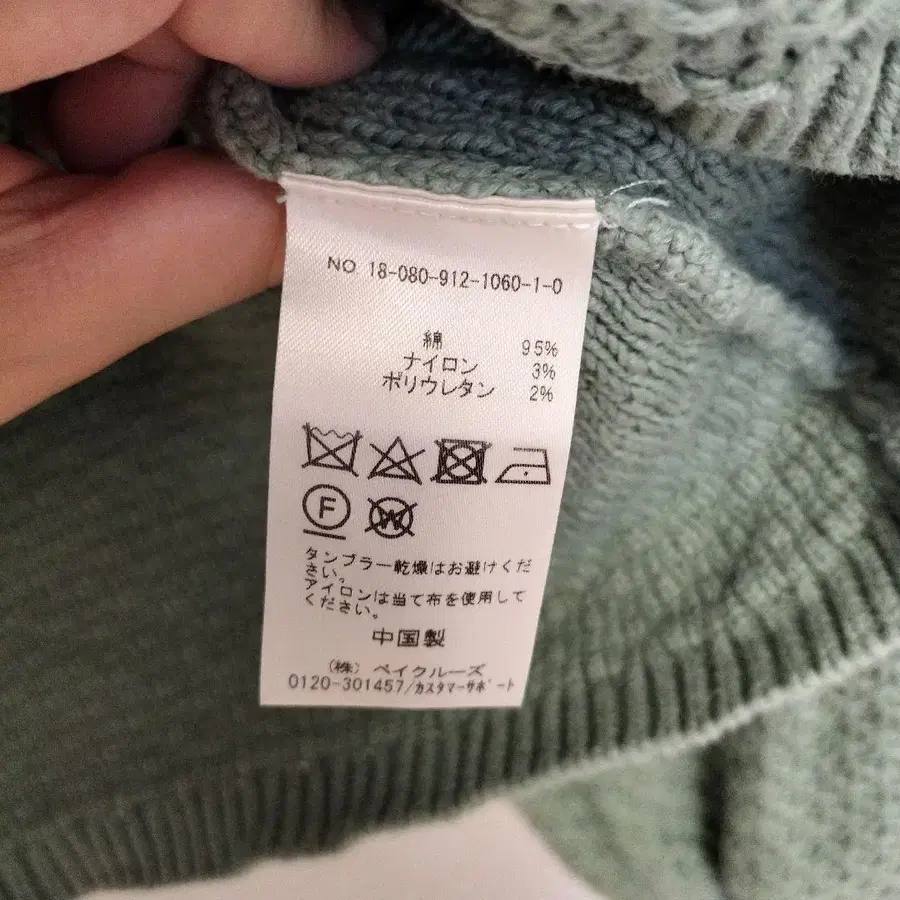 NO 18-080-912-1060-1-0
綿 95%
ナイロン 3%
ポリウレタン 2%
F
W
タンブラー乾燥はお避けくだ
さい。
アイロンは当て布を使用して
ください。
中国製
(株) ベイクルーズ
0120-301457/カスタマーサポート